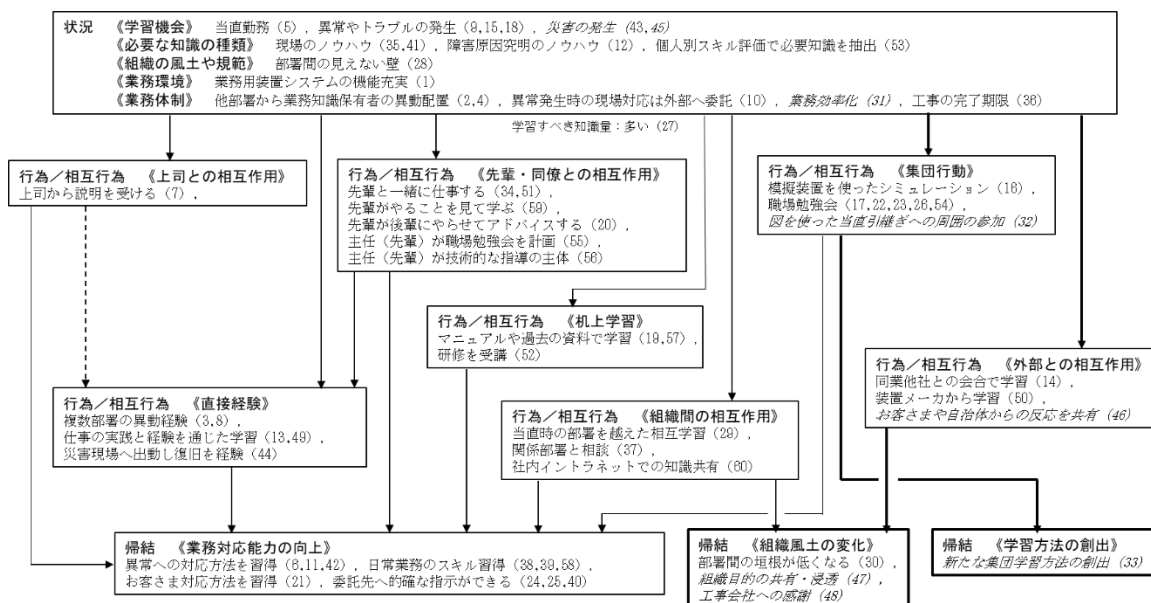 状況　《学習機会》　当直勤務 (5) , 異常やトラブルの発生 (9,15,18) , 災害の発生 (43,45)
《必要な知識の種類》　現場のノウハウ (35,41) , 障害原因究明のノウハウ (12) , 個人別スキル評価で必要知識を抽出 (53)
《組織の風土や規範》　部署間の見えない壁 (28)
《業務環境》　業務用装置システムの機能充実 (1)
《業務体制》　他部署から業務知識保有者の異動配置 (2,4) , 異常発生時の現場対応は外部へ委託 (10) , 業務効率化 (31) , 工事の完了期限 (36)
学習すべき知識量：多い (27)
行為／相互行為　《上司との相互作用》
上司から説明を受ける (7) ,
行為／相互行為　《先輩・同僚との相互作用》
先輩と一緒に仕事する (34,51) ,
先輩がやることを見て学ぶ (59) ,
先輩が後輩にやらせてアドバイスする (20) ,
主任（先輩）が職場勉強会を計画 (55) ,
主任（先輩）が技術的な指導の主体 (56)
行為／相互行為　《集団行動》
模擬装置を使ったシミュレーション (16) ,
職場勉強会 (17,22,23,26,54) ,
図を使った当直引継ぎへの周囲の参加 (32)
行為／相互行為　《机上学習》
マニュアルや過去の資料で学習 (19,57) ,
研修を受講 (52)
行為／相互行為　《外部との相互作用》
同業他社との会合で学習 (14) ,
装置メーカから学習 (50) ,
お客さまや自治体からの反応を共有 (46)
行為／相互行為　《直接経験》
複数部署の異動経験 (3,8) ,
仕事の実践と経験を通じた学習 (13,49) ,
災害現場へ出動し復旧を経験 (44)
行為／相互行為　《組織間の相互作用》
当直時の部署を越えた相互学習 (29) ,
関係部署と相談 (37) ,
社内イントラネットでの知識共有 (60)
帰結　《業務対応能力の向上》
異常への対応方法を習得 (6,11,42) , 日常業務のスキル習得 (38,39,58) ,
お客さま対応方法を習得 (21) , 委託先へ的確な指示ができる (24,25,40)
帰結　《組織風土の変化》
部署間の垣根が低くなる (30) ,
組織目的の共有・浸透 (47) ,
工事会社への感謝 (48)
帰結　《学習方法の創出》
新たな集団学習方法の創出 (33)